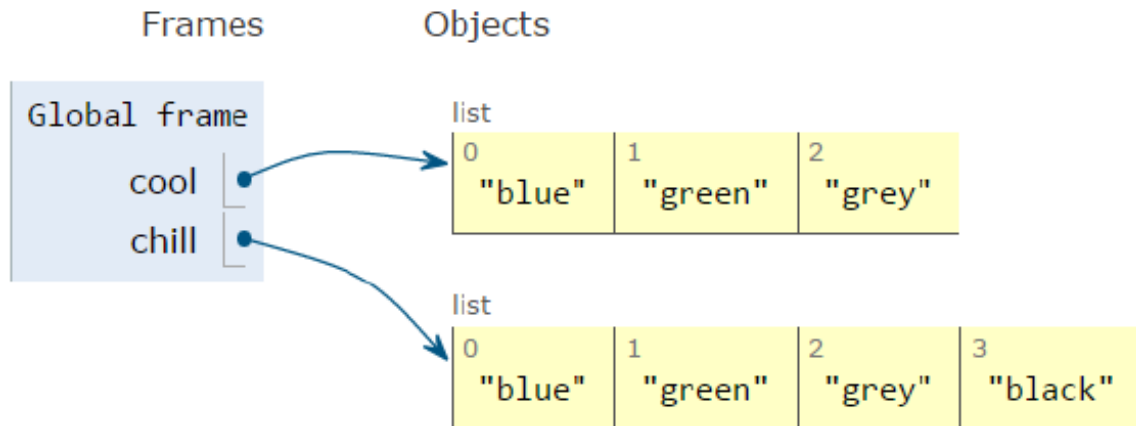 Frames Objects
Global frame
cool
chill
list
0 1 2
"blue" "green" "grey"
list
0 1 2 3
"blue" "green" "grey" "black"